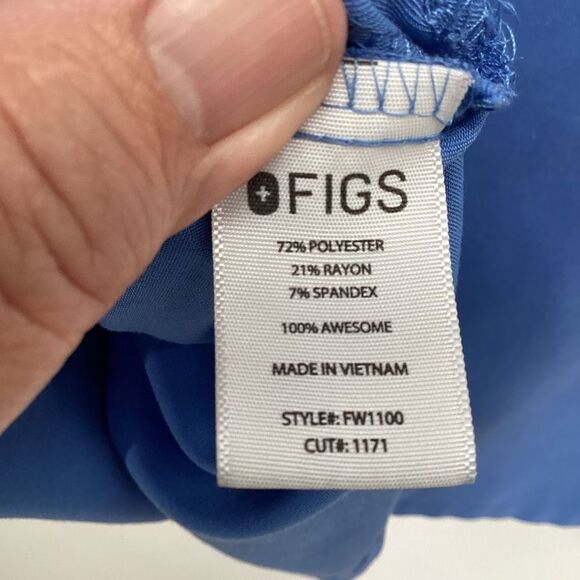 FIGS
72% POLYESTER
21% RAYON
7% SPANDEX
100% AWESOME
MADE IN VIETNAM
STYLE#: FW1100
CUT#: 1171